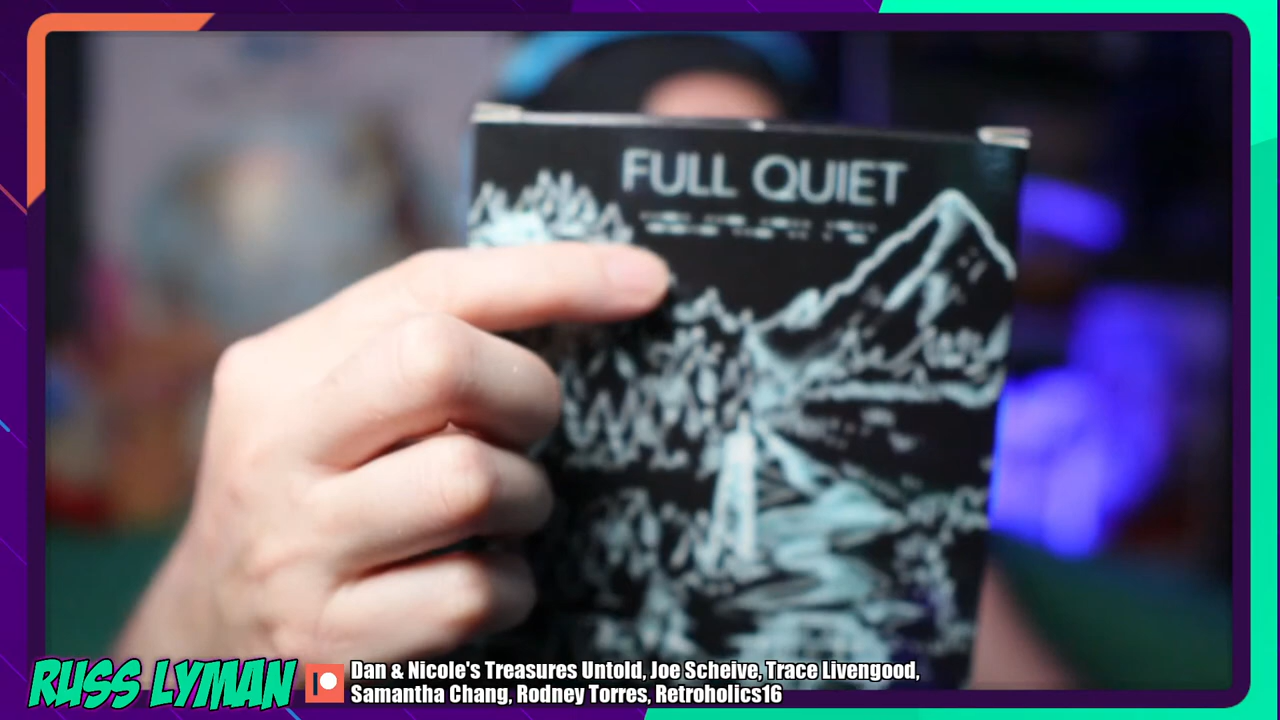 FULL QUIET
RUSS LYMAN
Dan & Nicole's Treasures Untold, Joe Scheive, Trace Livengood,
Samantha Chang, Rodney Torres, Retroholics16